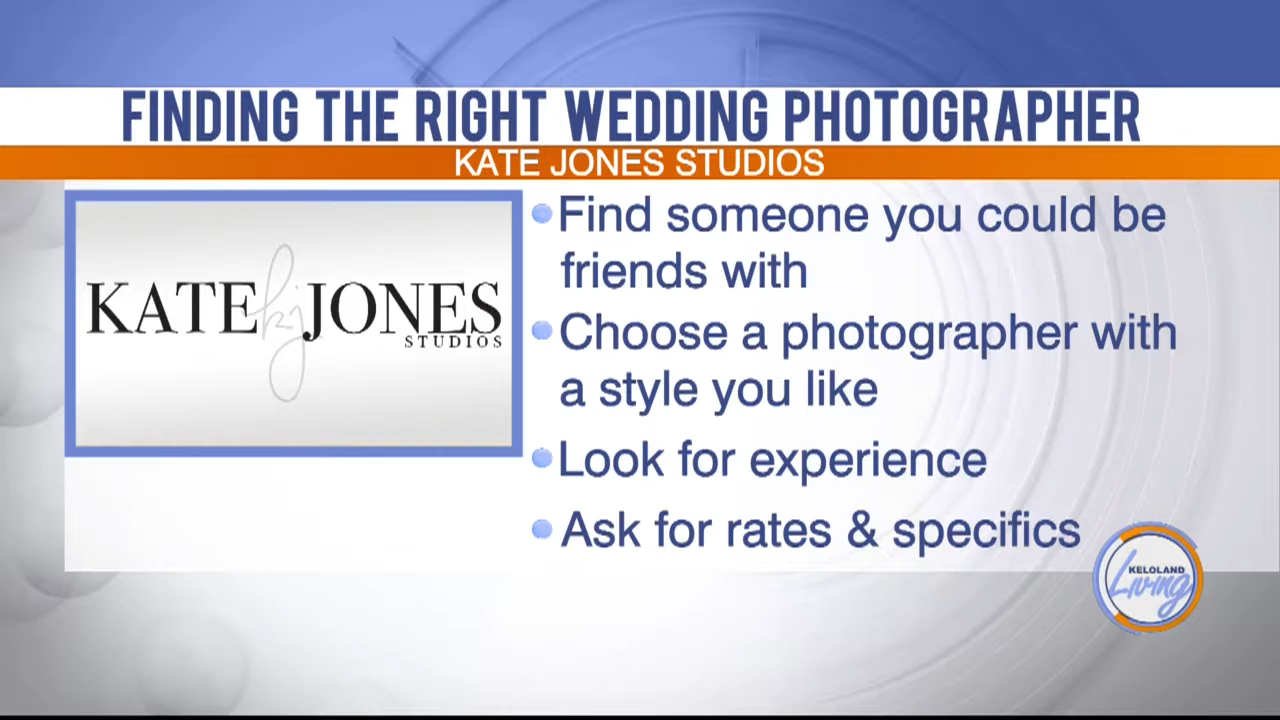 FINDING THE RIGHT WEDDING PHOTOGRAPHER
KATE JONES STUDIOS
KATE kj JONES
STUDIOS
Find someone you could be
friends with
Choose a photographer with
a style you like
Look for experience
Ask for rates & specifics
KELOLAND
Living